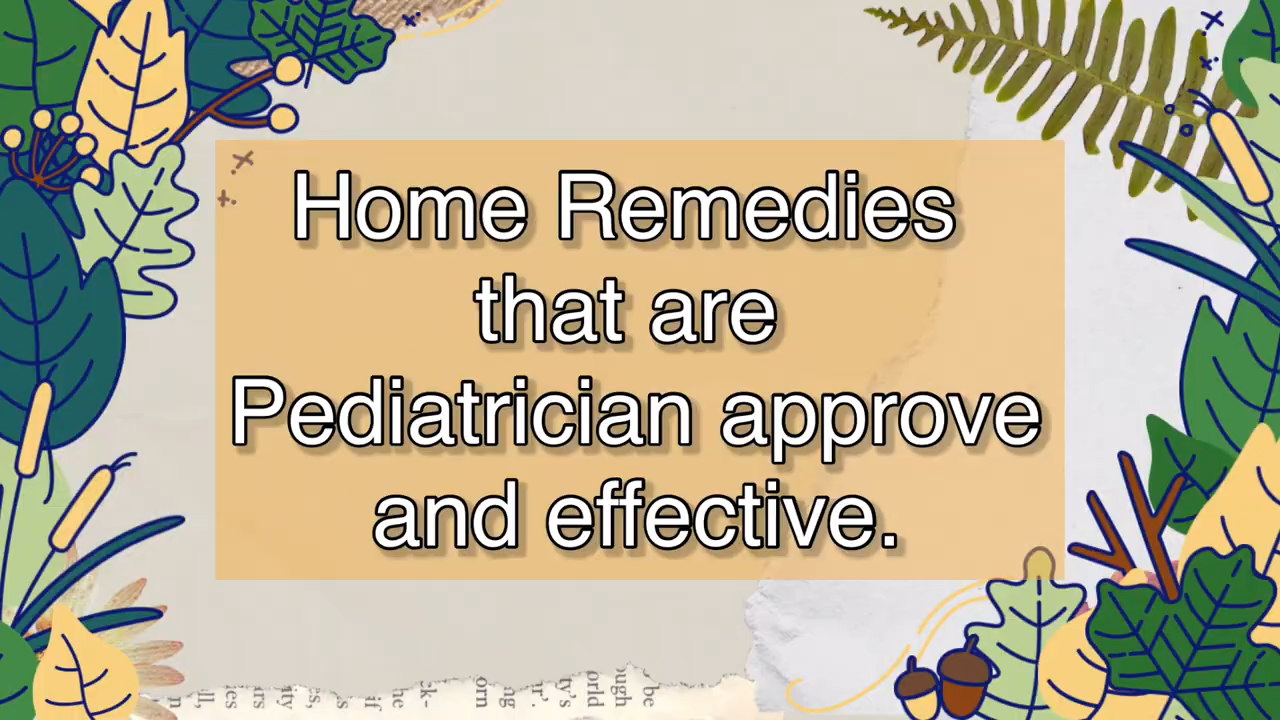 Home Remedies
that are
Pediatrician approve
and effective.